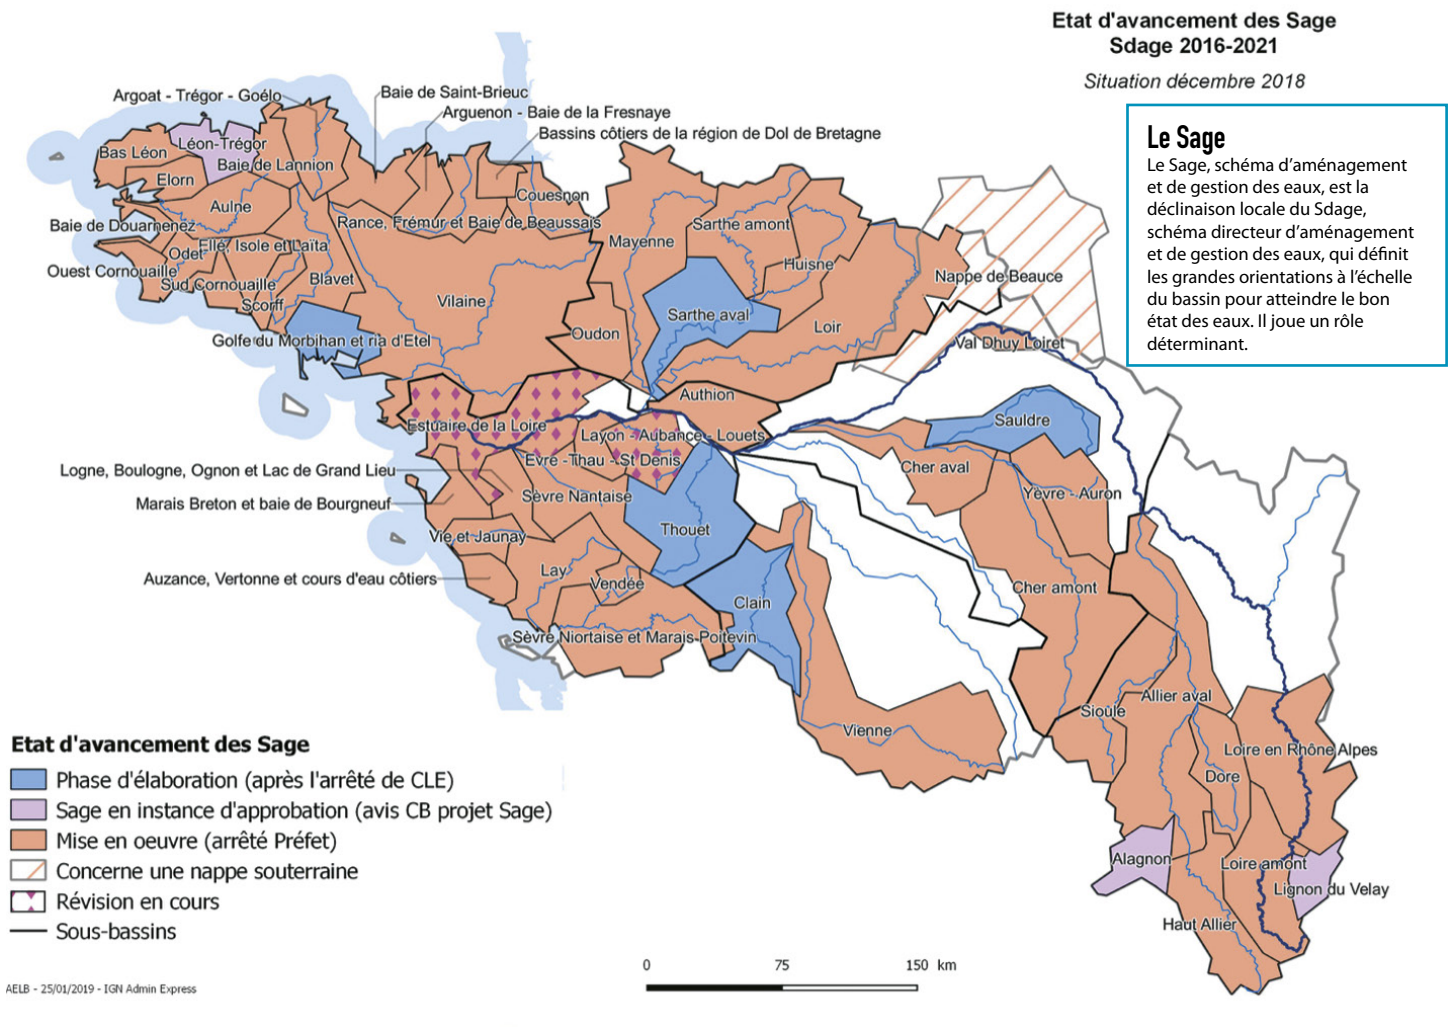 Etat d'avancement des Sage
Sdage 2016-2021
Situation décembre 2018
Le Sage
Le Sage, schéma d'aménagement
et de gestion des eaux, est la
déclinaison locale du Sdage,
schéma directeur d'aménagement
et de gestion des eaux, qui définit
les grandes orientations à l'échelle
du bassin pour atteindre le bon
état des eaux. Il joue un rôle
déterminant.
Argoat - Trégor - Goélo
Baie de Saint-Brieuc
Arguenon - Baie de la Fresnaye
Bassins côtiers de la région de Dol de Bretagne
Léon-Trégor
Bas Léon
Baie de Lannion
Elorn
Couesnon
Aulne
Rance, Frémur et Baie de Beaussais
Baie de Douarnenez
Sarthe amont
Mayenne
Ellé, Isole et Laïta
Odet
Huisne
Ouest Cornouaille
Nappe de Beauce
Blavet
Sud Cornouaille
Scorff
Vilaine
Sarthe aval
Loir
Oudon
Golfe du Morbihan et ria d'Etel
Val Dhuy Loiret
Authion
Estuaire de la Loire
Sauldre
Layon - Aubance - Louets
Evre -Thau - St Denis
Cher aval
Logne, Boulogne, Ognon et Lac de Grand Lieu
Yèvre - Auron
Sèvre Nantaise
Marais Breton et baie de Bourgneuf
Thouet
Vie et Jaunay
Auzance, Vertonne et cours d'eau côtiers
Lay
Vendée
Cher amont
Clain
Sèvre Niortaise et Marais Poitevin
Allier aval
Sioule
Vienne
Loire en Rhône Alpes
Dore
Alagnon
Loire amont
Lignon du Velay
Haut Allier
Etat d'avancement des Sage
Phase d'élaboration (après l'arrêté de CLE)
Sage en instance d'approbation (avis CB projet Sage)
Mise en oeuvre (arrêté Préfet)
Concerne une nappe souterraine
Révision en cours
Sous-bassins
0 75 150 km
AELB - 25/01/2019 - IGN Admin Express